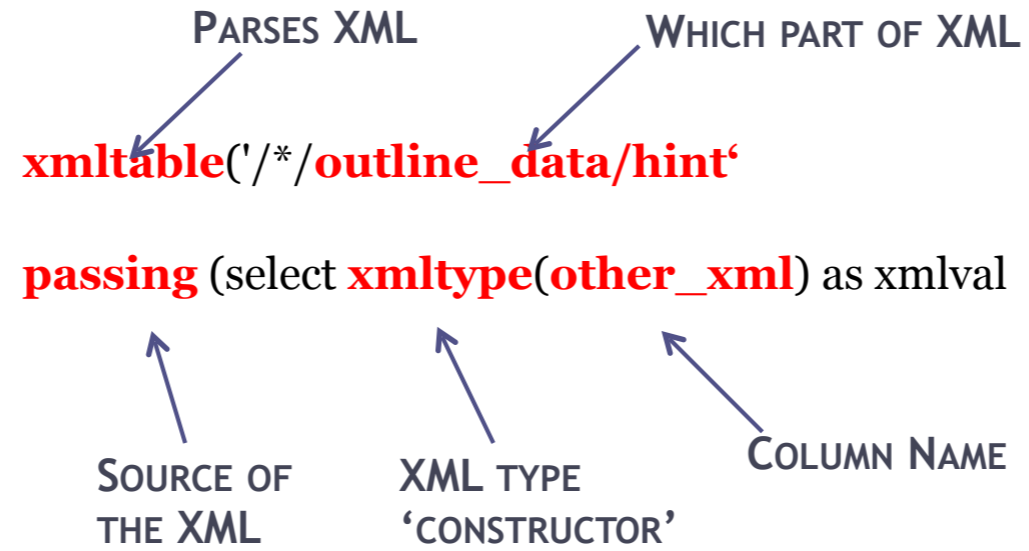 PARSES XML
WHICH PART OF XML
xmltable('/*/outline_data/hint‘
passing (select xmltype(other_xml) as xmlval
COLUMN NAME
SOURCE OF
THE XML
XML TYPE
‘CONSTRUCTOR’